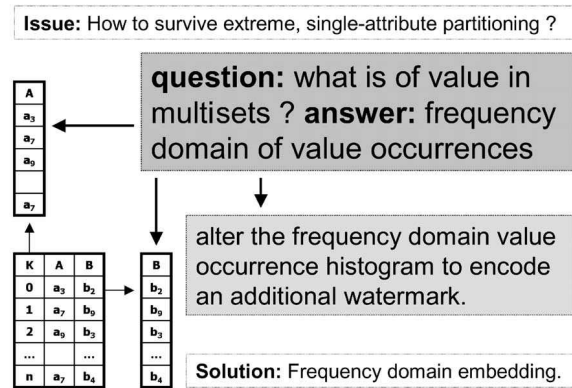 Issue: How to survive extreme, single-attribute partitioning ?
question: what is of value in
multisets ? answer: frequency
domain of value occurrences
A
a3
a7
a9
a7
alter the frequency domain value
occurrence histogram to encode
an additional watermark.
K A B
0 a3 b2
1 a7 b9
2 a9 b3
... ...
n a7 b4
B
b2
b9
b3
...
b4
Solution: Frequency domain embedding.